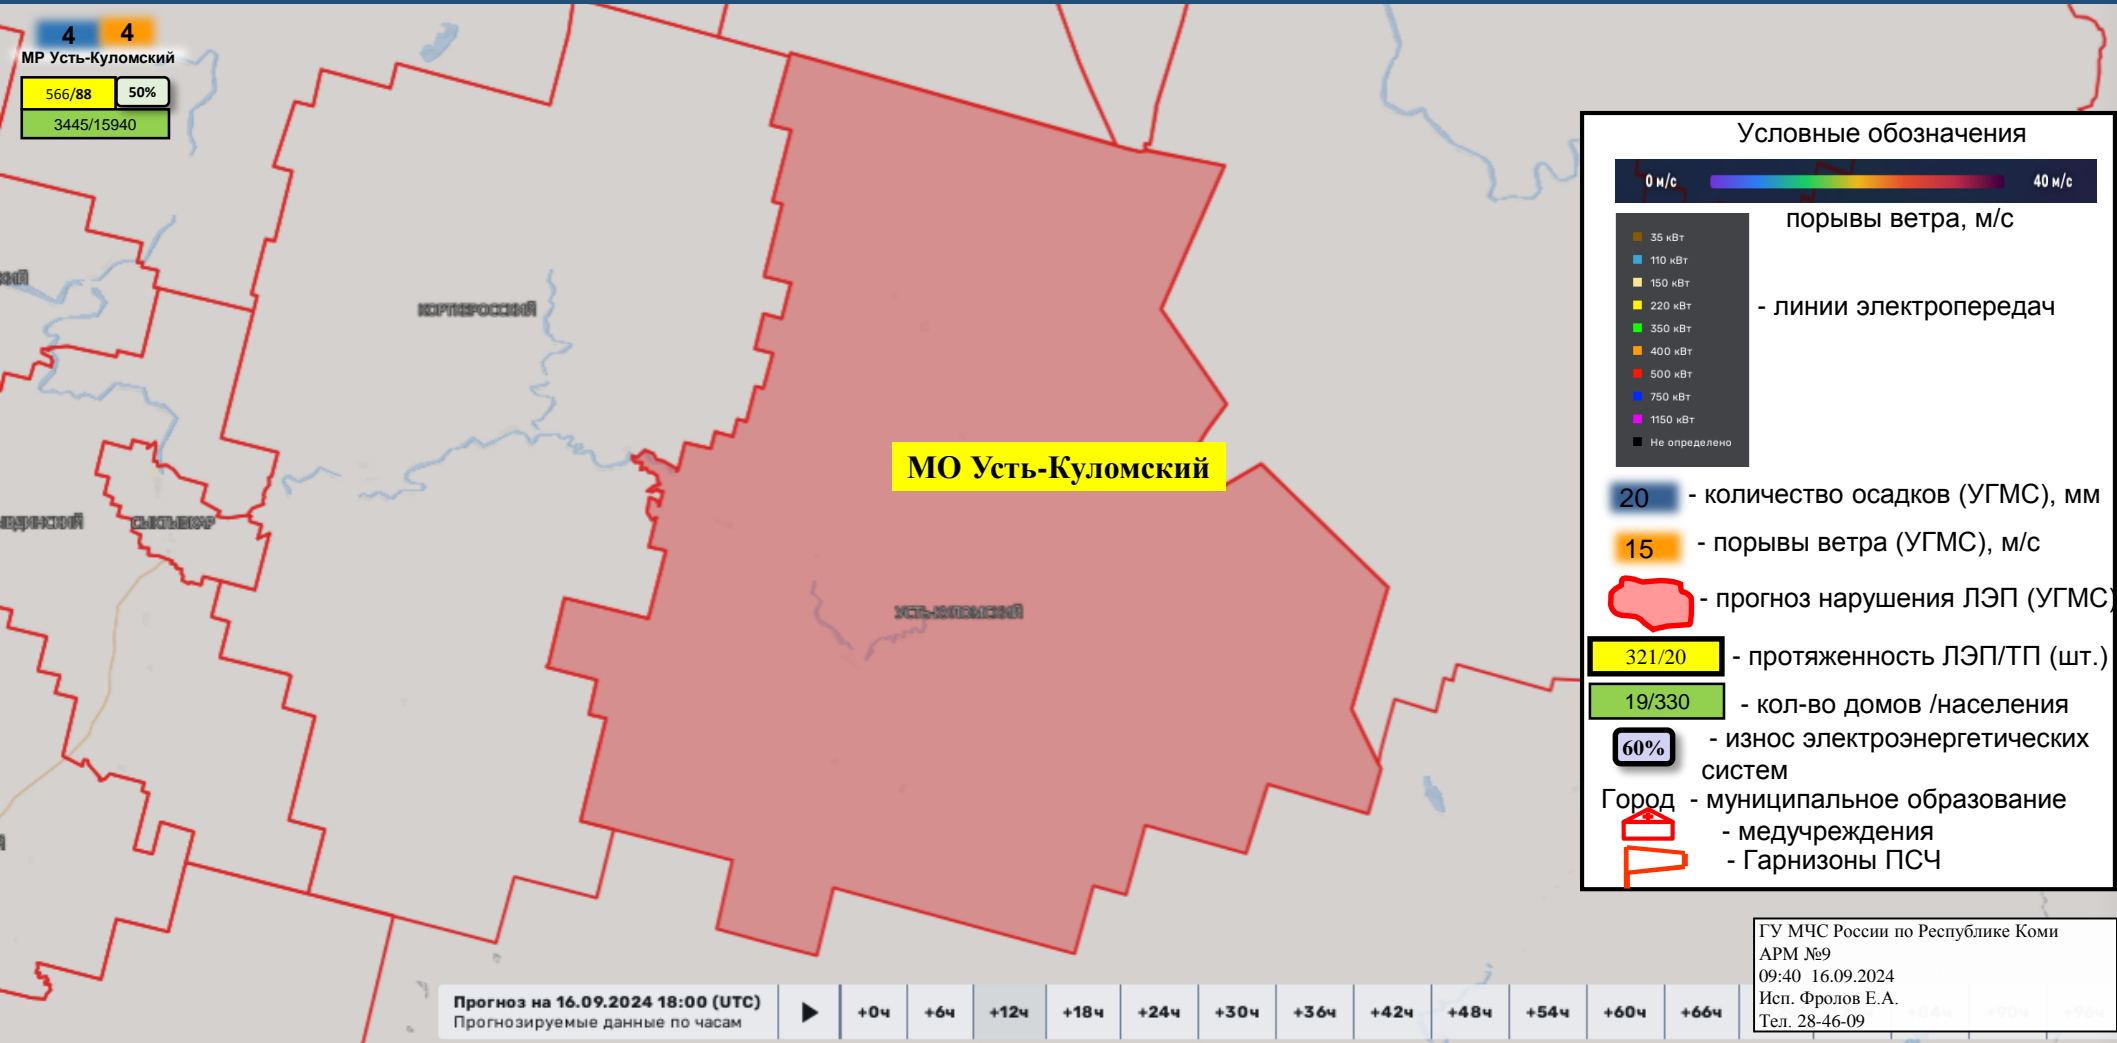 4 4
МР Усть-Куломский
566/88 50%
3445/15940
КОРТКЕРОССКИЙ
СЫКТЫВКАР
МО Усть-Куломский
УСТЬ-КУЛОМСКИЙ
Условные обозначения
0 м/с 40 м/с
порывы ветра, м/с
35 кВт
110 кВт
150 кВт
220 кВт
350 кВт
400 кВт
500 кВт
750 кВт
1150 кВт
Не определено
- линии электропередач
20 - количество осадков (УГМС), мм
15 - порывы ветра (УГМС), м/с
- прогноз нарушения ЛЭП (УГМС)
321/20 - протяженность ЛЭП/ТП (шт.)
19/330 - кол-во домов /населения
60% - износ электроэнергетических
систем
Город - муниципальное образование
- медучреждения
- Гарнизоны ПСЧ
ГУ МЧС России по Республике Коми
АРМ №9
09:40 16.09.2024
Исп. Фролов Е.А.
Тел. 28-46-09
Прогноз на 16.09.2024 18:00 (UTC)
Прогнозируемые данные по часам
+0ч +6ч +12ч +18ч +24ч +30ч +36ч +42ч +48ч +54ч +60ч +66ч +84ч +90ч +96ч